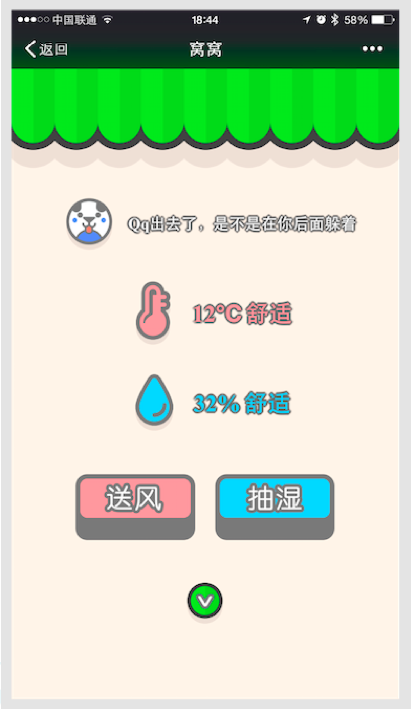 中国联通 18:44 58%
返回 窝窝
Qg出去了，是不是在你后面躲着
12℃ 舒适
32% 舒适
送风 抽湿